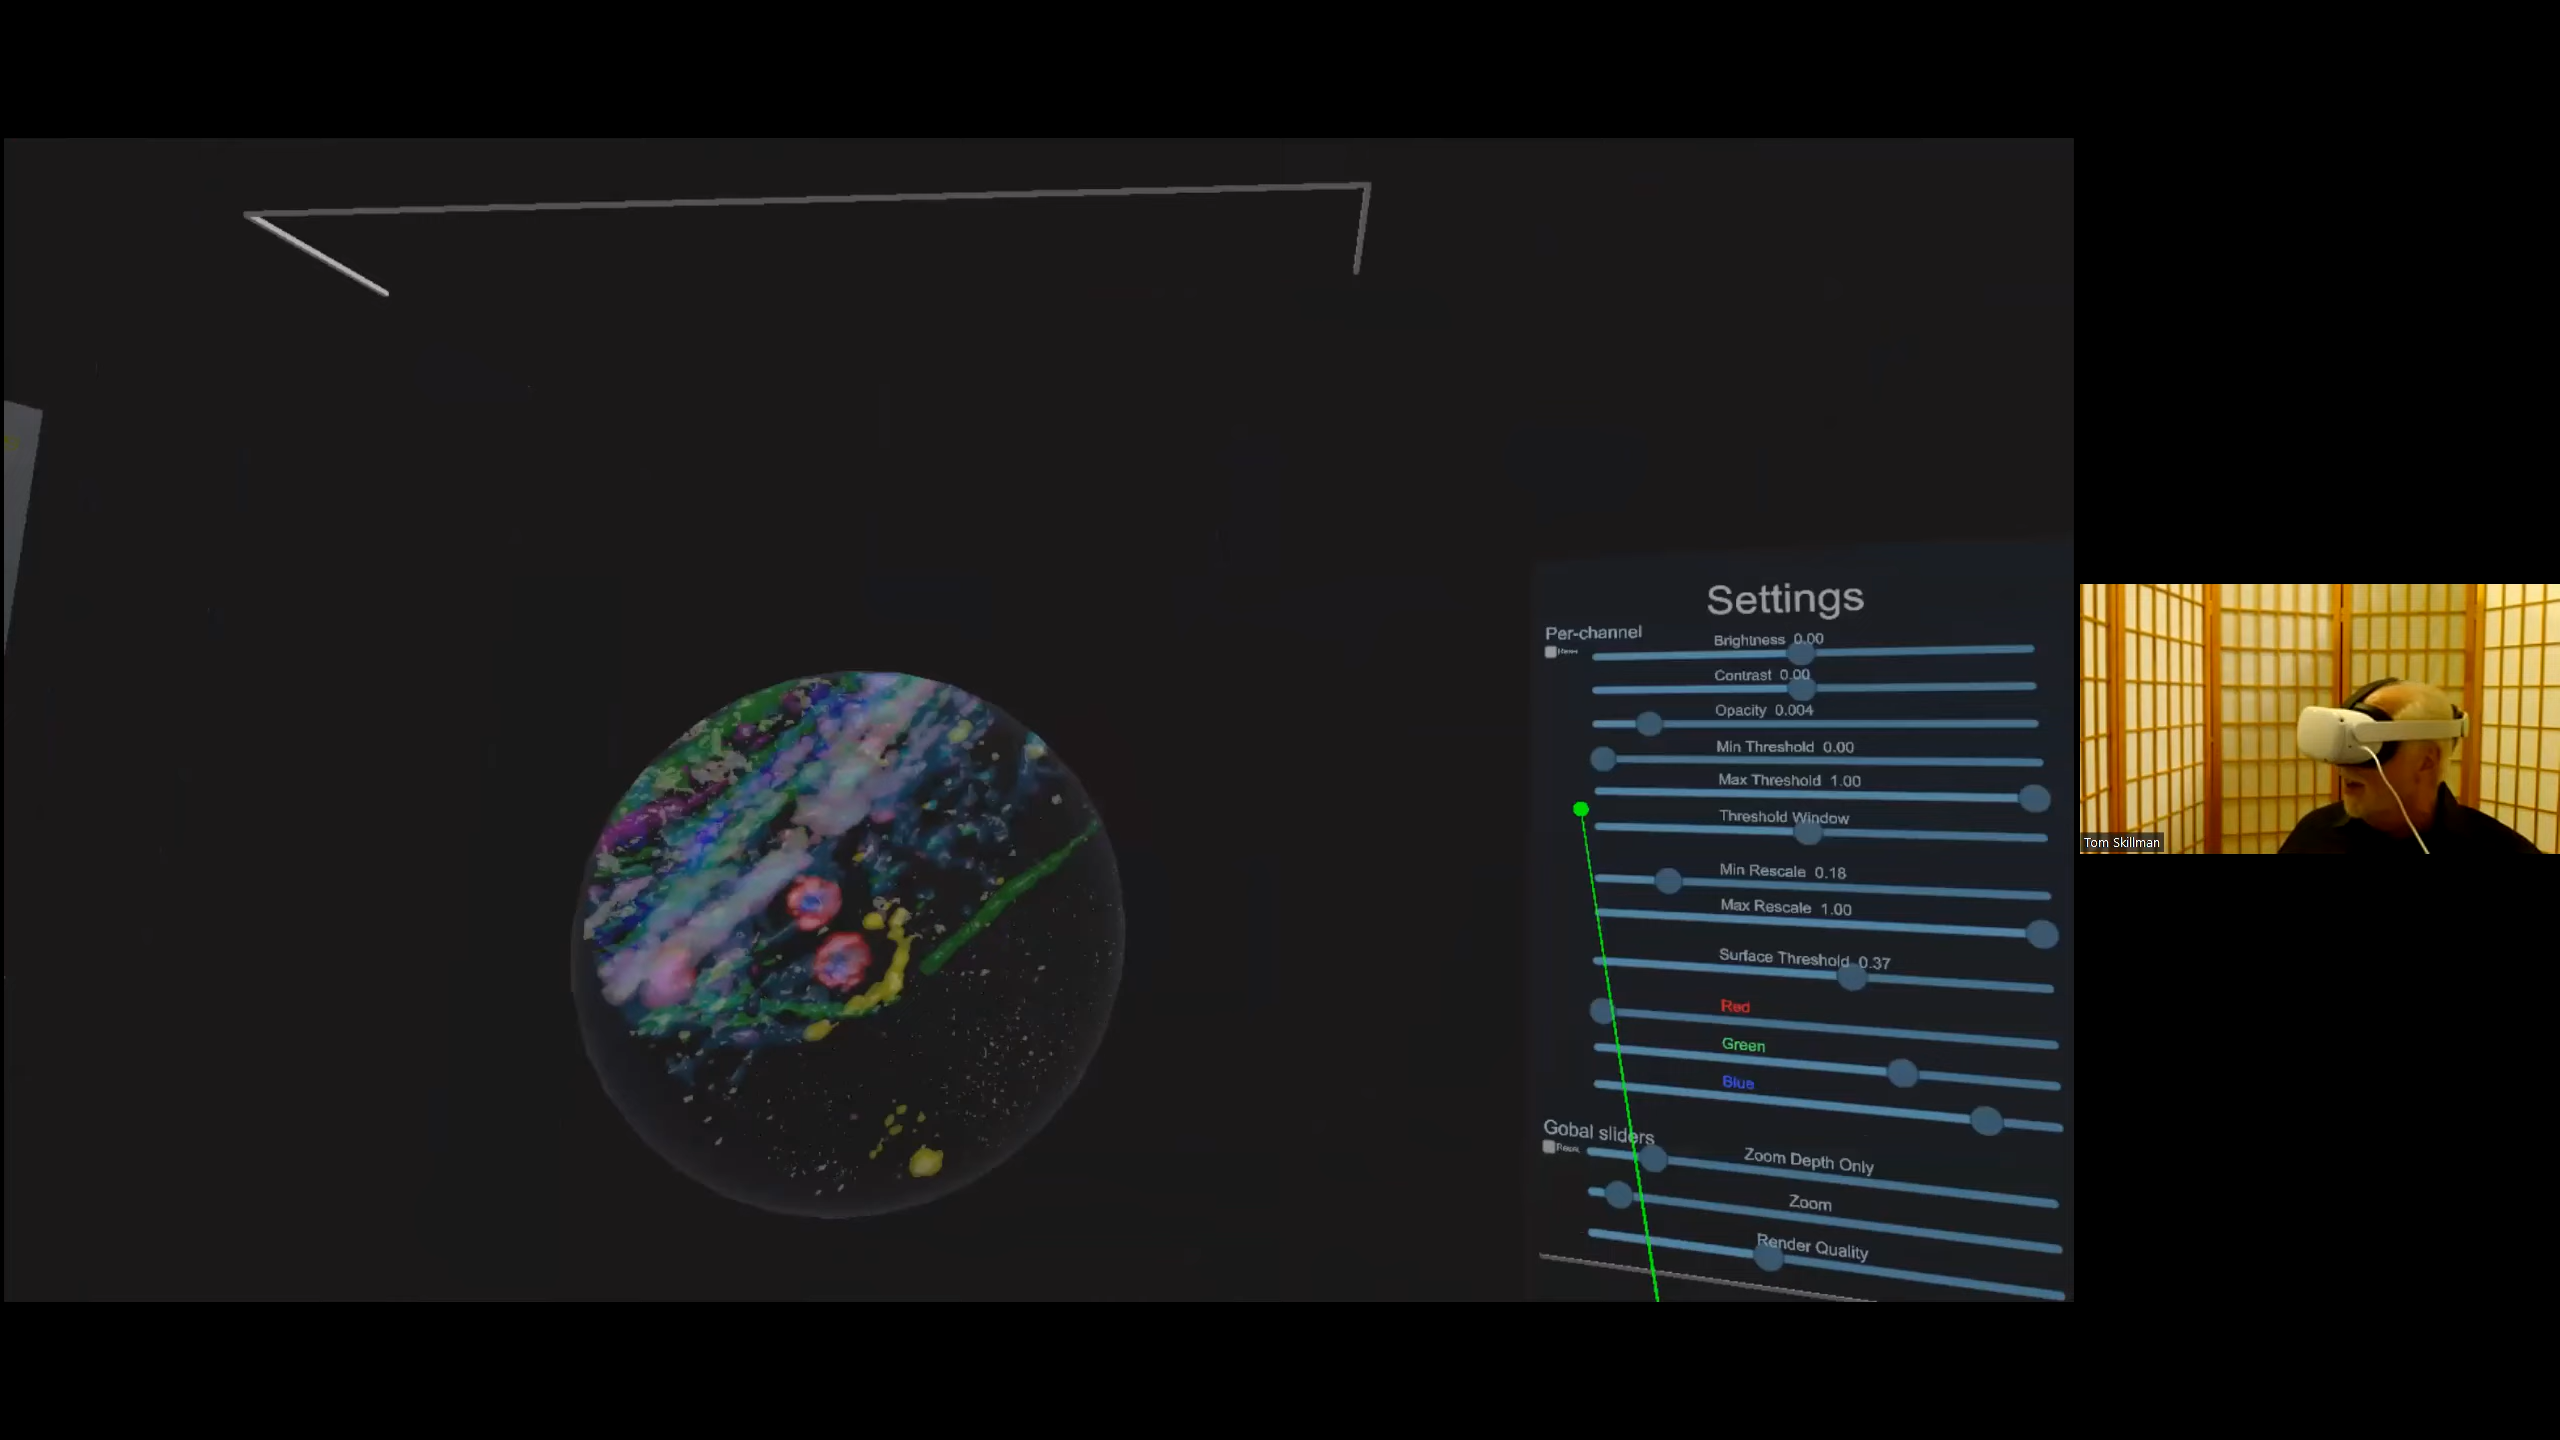 Settings
Per-channel
Brightness 0.00
Contrast 0.00
Opacity 0.004
Min Threshold 0.00
Max Threshold 1.00
Threshold Window
Min Rescale 0.18
Max Rescale 1.00
Surface Threshold 0.37
Red
Green
Blue
Gobal sliders
Reset
Zoom Depth Only
Zoom
Render Quality
Tom Skillman